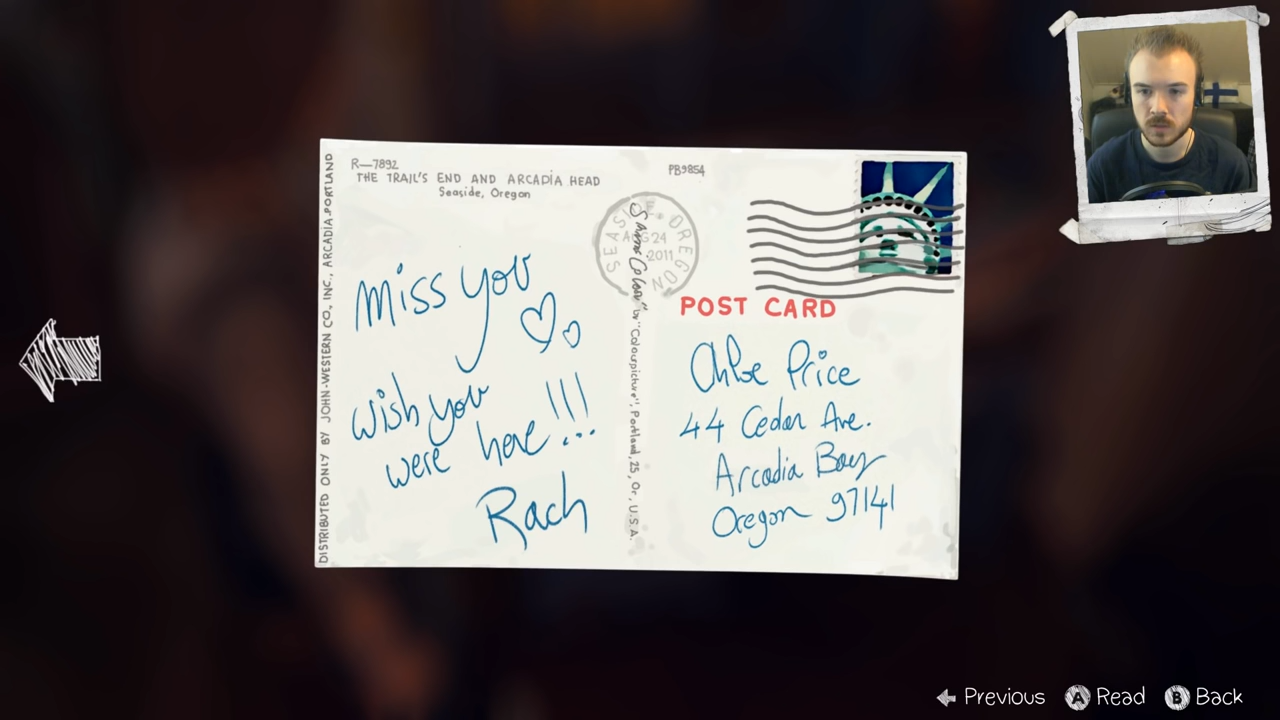 R—7892
THE TRAIL'S END AND ARCADIA HEAD
Seaside, Oregon
PB9854
DISTRIBUTED ONLY BY JOHN-WESTERN CO., INC., ARCADIA-PORTLAND
SEASIDE, OREGON
AUG 24
2011
by "Colourpicture", Portland, 25, Or., U.S.A.
POST CARD
Miss you
Wish you
were here!!!
Rach
Chloe Price
44 Cedar Ave.
Arcadia Bay
Oregon 97141
Previous
A Read
B Back